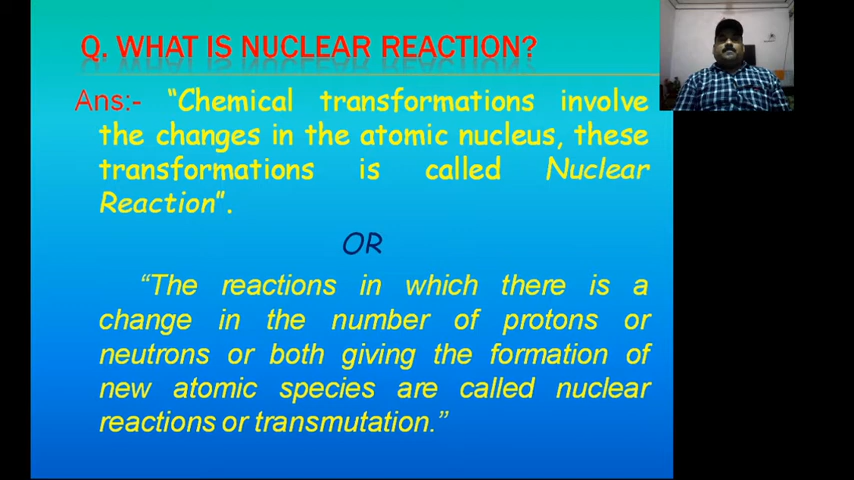 Q. WHAT IS NUCLEAR REACTION?
Ans:- “Chemical transformations involve
the changes in the atomic nucleus, these
transformations is called Nuclear
Reaction”.
OR
“The reactions in which there is a
change in the number of protons or
neutrons or both giving the formation of
new atomic species are called nuclear
reactions or transmutation.”